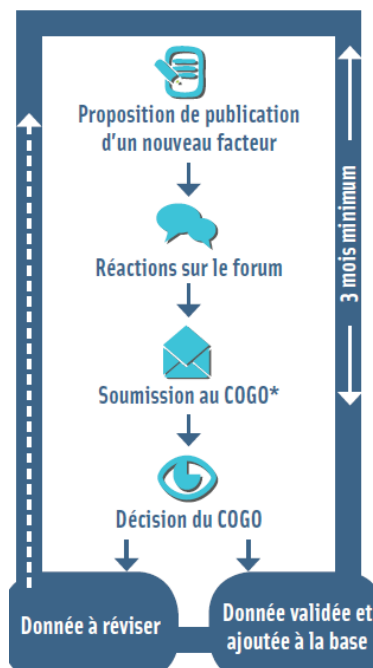 Proposition de publication
d'un nouveau facteur
Réactions sur le forum
3 mois minimum
Soumission au COGO*
Décision du COGO
Donnée à réviser
Donnée validée et
ajoutée à la base